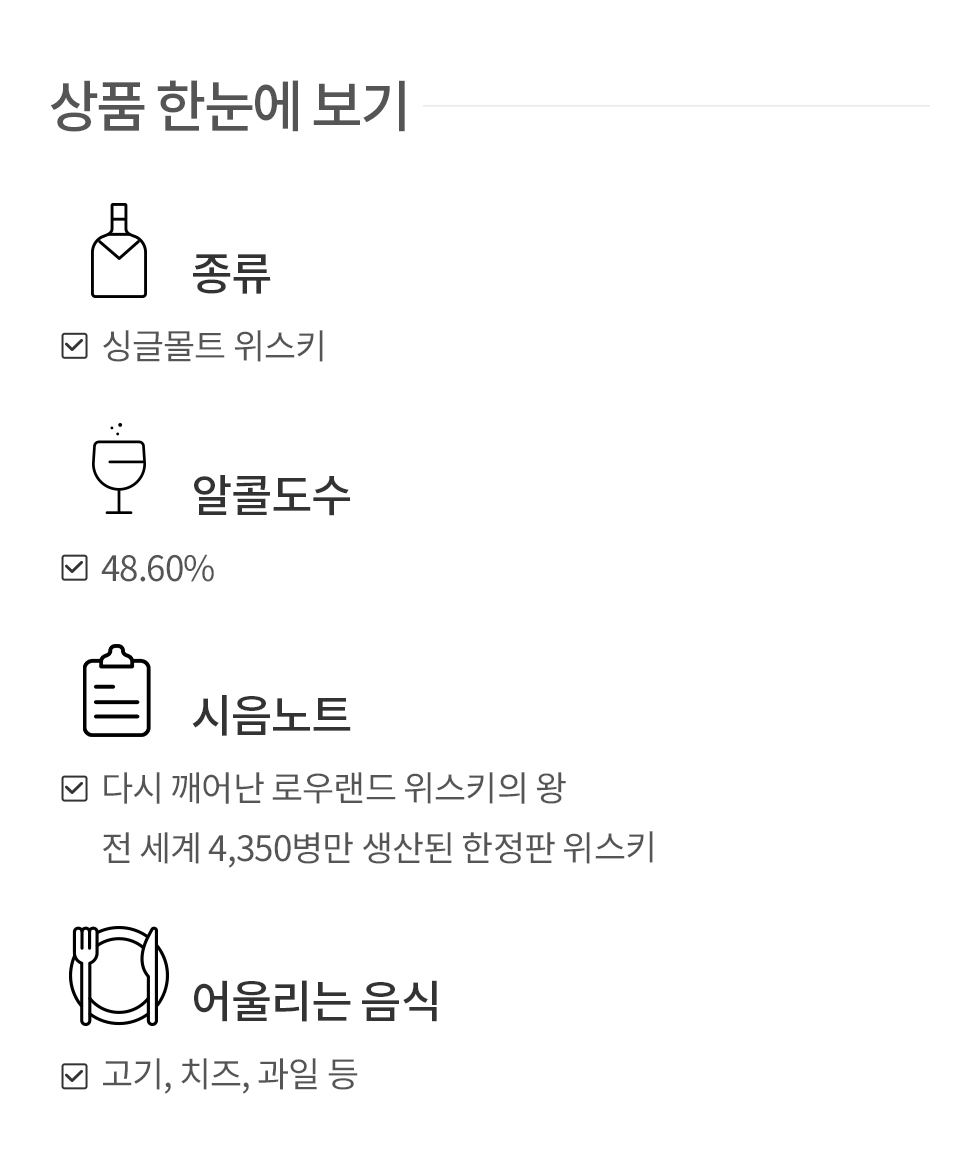 상품 한눈에 보기
종류
싱글몰트 위스키
알콜도수
48.60%
시음노트
다시 깨어난 로우랜드 위스키의 왕
전 세계 4,350병만 생산된 한정판 위스키
어울리는 음식
고기, 치즈, 과일 등